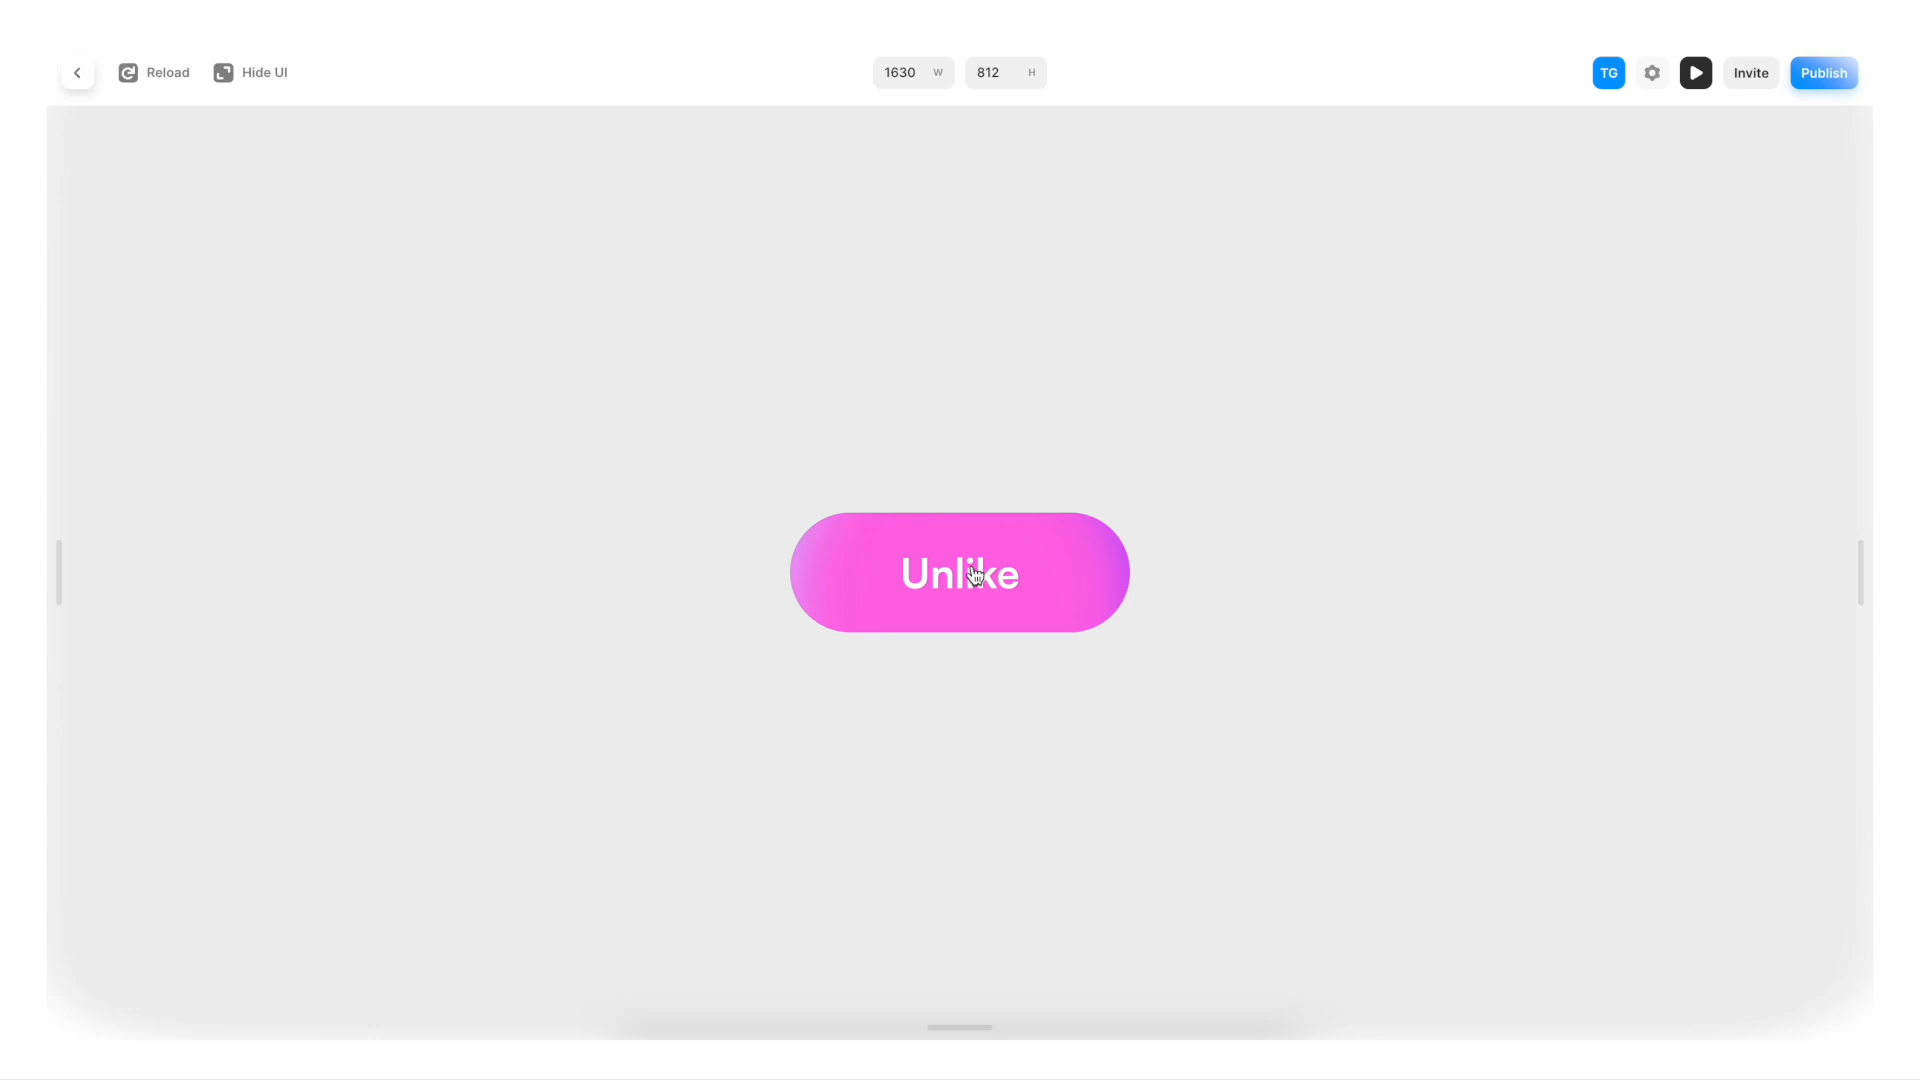 Reload
Hide UI
1630 W
812 H
TG
Invite
Publish
Unlike